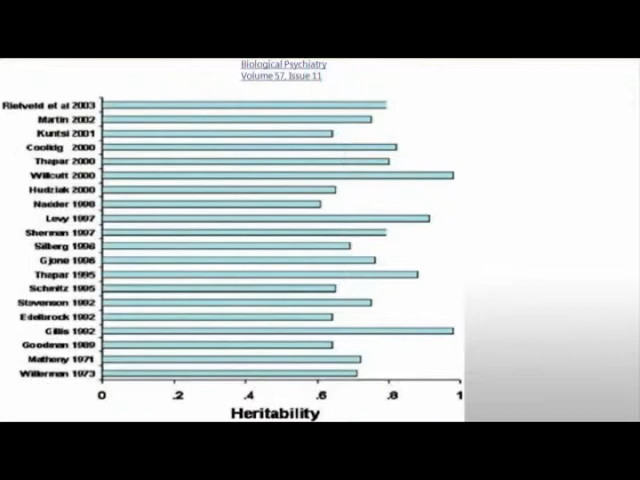 Biological Psychiatry
Volume 57, Issue 11
Rietveld et al 2003
Martin 2002
Kuntsi 2001
Coolidg 2000
Thapar 2000
Willcutt 2000
Hudziak 2000
Nadder 1998
Levy 1997
Sherman 1997
Silberg 1996
Gjone 1996
Thapar 1995
Schmitz 1995
Stevenson 1992
Edelbrock 1992
Gillis 1992
Goodman 1989
Matheny 1971
Willerman 1973
0 .2 .4 .6 .8 1
Heritability